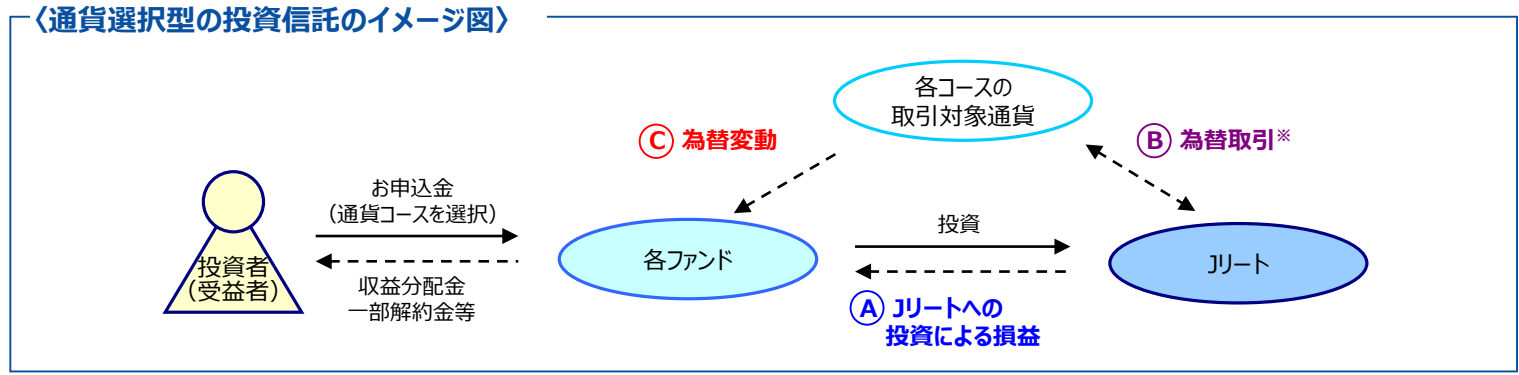 〈通貨選択型の投資信託のイメージ図〉
各コースの
取引対象通貨
C 為替変動
B 為替取引※
お申込金
（通貨コースを選択）
投資
投資者
（受益者）
各ファンド
Jリート
収益分配金
一部解約金等
A Jリートへの
投資による損益